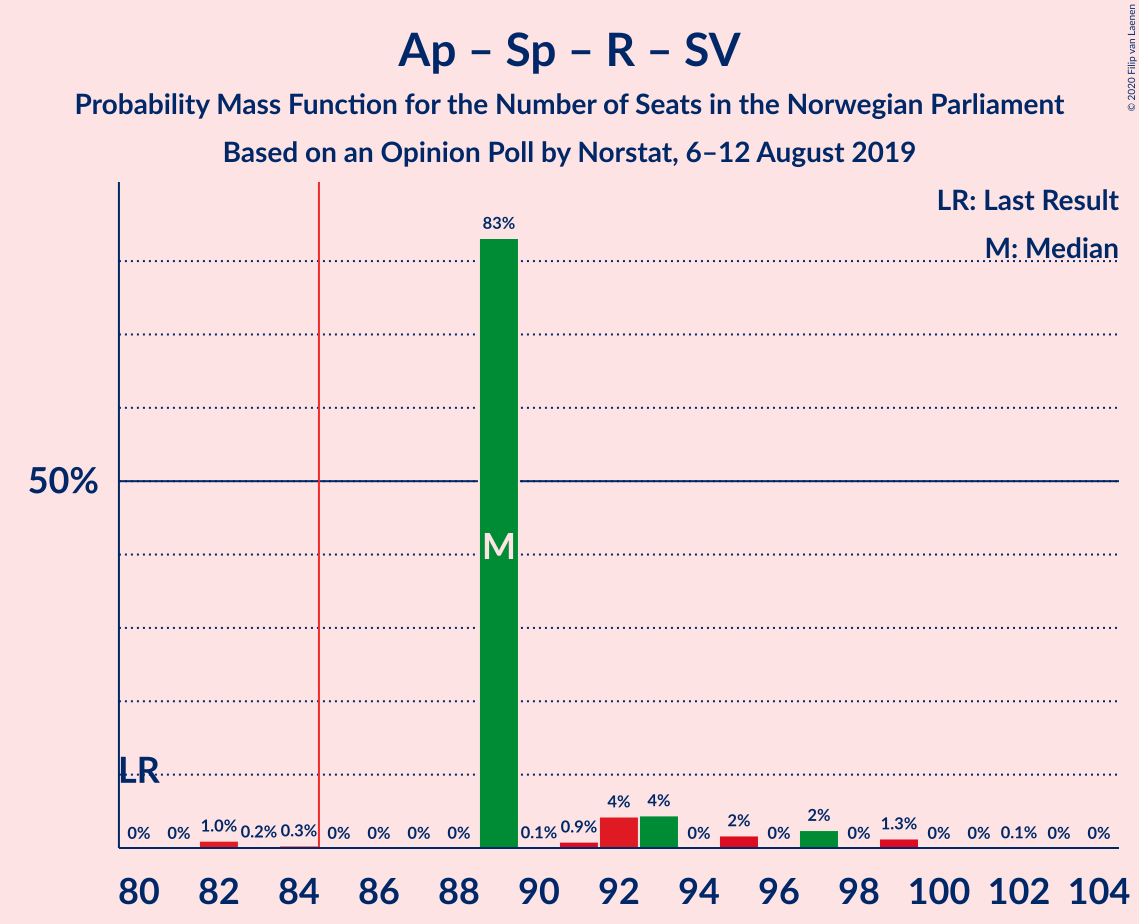 Ap – Sp – R – SV
Probability Mass Function for the Number of Seats in the Norwegian Parliament
Based on an Opinion Poll by Norstat, 6–12 August 2019
© 2020 Filip van Laenen
LR: Last Result
M: Median
83%
50%
M
LR
0% 0% 1.0% 0.2% 0.3% 0% 0% 0% 0% 0.1% 0.9% 4% 4% 0% 2% 0% 2% 0% 1.3% 0% 0% 0.1% 0% 0%
80 82 84 86 88 90 92 94 96 98 100 102 104